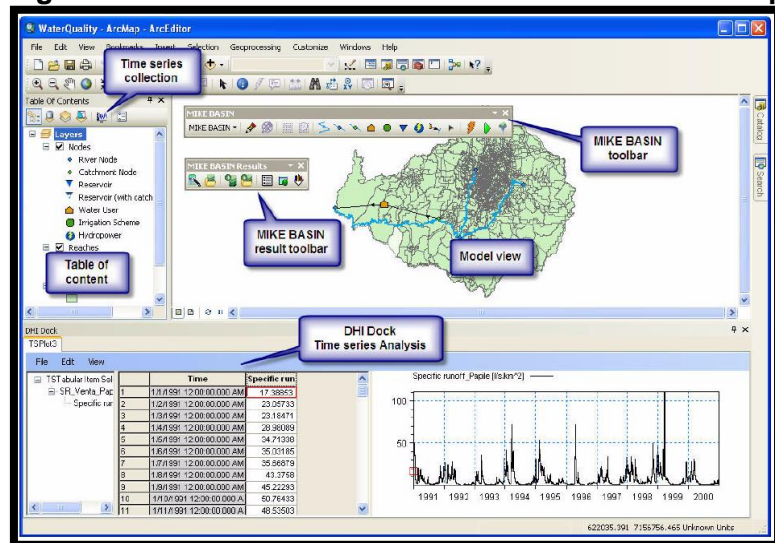 WaterQuality - ArcMap - ArcEditor
File Edit View Bookmarks Insert Selection Geoprocessing Customize Windows Help
Time series
collection
Table Of Contents
Layers
Nodes
River Node
Catchment Node
Reservoir
Reservoir (with catch
Water User
Irrigation Scheme
Hydropower
Reaches
Table of
content
MIKE BASIN
MIKE BASIN
MIKE BASIN
toolbar
MIKE BASIN Results
MIKE BASIN
result toolbar
Model view
Catalog
Search
DHI Dock
TSPlot3
DHI Dock
Time series Analysis
File Edit View
TSTabular Item Sel
SR_Venta_Pap
Specific rur
Time Specific run
1 1/1/1991 12:00:00.000 AM 17.38853
2 1/2/1991 12:00:00.000 AM 23.05733
3 1/3/1991 12:00:00.000 AM 23.18471
4 1/4/1991 12:00:00.000 AM 28.98089
5 1/5/1991 12:00:00.000 AM 34.71338
6 1/6/1991 12:00:00.000 AM 35.03185
7 1/7/1991 12:00:00.000 AM 35.66879
8 1/8/1991 12:00:00.000 AM 43.3758
9 1/9/1991 12:00:00.000 AM 45.22293
10 1/10/1991 12:00:00.000 A 50.76433
11 1/11/1991 12:00:00.000 A 48.53503
Specific runoff_Paple [l/s.km^2]
100
50
1991 1992 1993 1994 1995 1996 1997 1998 1999 2000
622035.391 7156756.465 Unknown Units